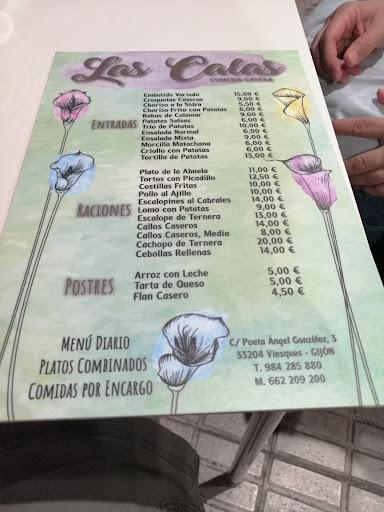 Las Calas
COMIDA CASERA
ENTRADAS
Embutido Variado 15,00 €
Croquetas Caseras 9,00 €
Chorizo a la Sidra 5,50 €
Chorizo Frito con Patatas 6,00 €
Rabas de Calamar 9,00 €
Patatas Salsas 6,00 €
Trio de Patatas 10,00 €
Ensalada Normal 6,00 €
Ensalada Mixta 9,00 €
Morcilla Matachana 6,00 €
Criollo con Patatas 6,00 €
Tortilla de Patatas 13,00 €
RACIONES
Plato de la Abuela 11,00 €
Tortos con Picadillo 12,50 €
Costillas Fritas 10,00 €
Pollo al Ajillo 10,00 €
Escalopines al Cabrales 14,00 €
Lomo con Patatas 9,00 €
Escalope de Ternera 13,00 €
Callos Caseros 14,00 €
Callos Caseros, Media 8,00 €
Cachopo de Ternera 20,00 €
Cebollas Rellenas 14,00 €
POSTRES
Arroz con Leche 5,00 €
Tarta de Queso 5,00 €
Flan Casero 4,50 €
MENÚ DIARIO
PLATOS COMBINADOS
COMIDAS POR ENCARGO
C/ Poeta Ángel González, 3
33204 Viesques - GIJÓN
T. 984 285 880
M. 662 209 200